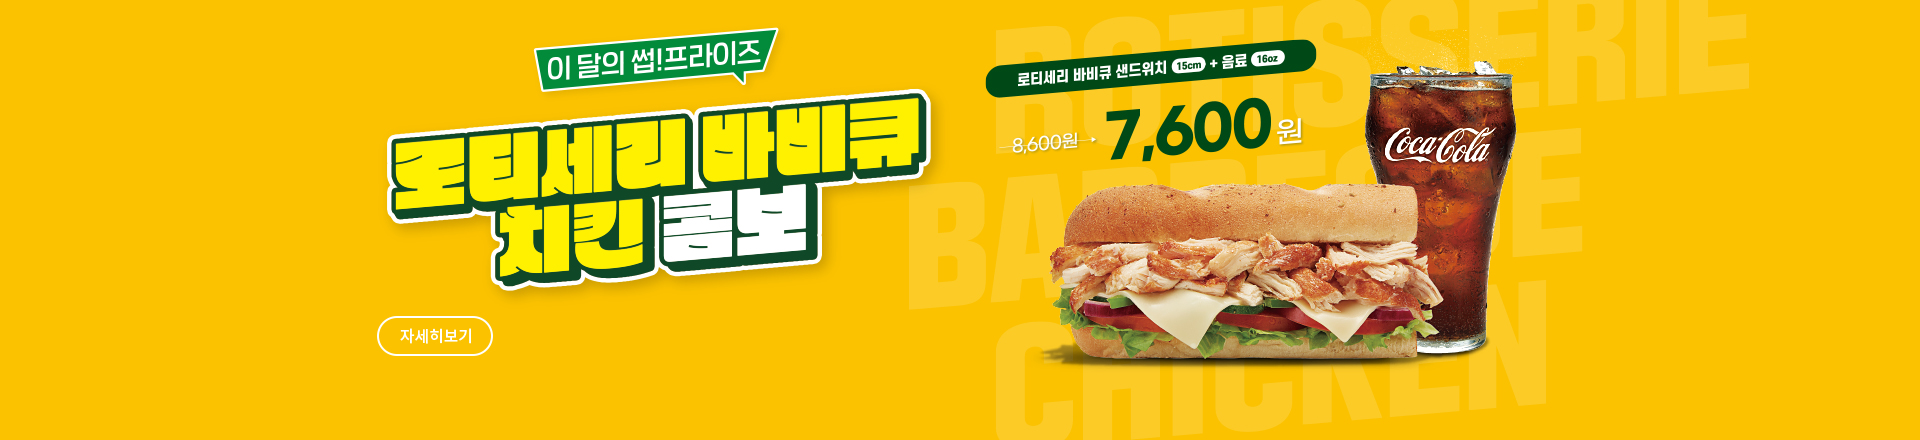 이 달의 썹!프라이즈
로티세리 바비큐
치킨 콤보
자세히보기
로티세리 바비큐 샌드위치 15cm + 음료 16oz
8,600원 → 7,600원
Coca-Cola
ROTISSERIE
BARBECUE
CHICKEN